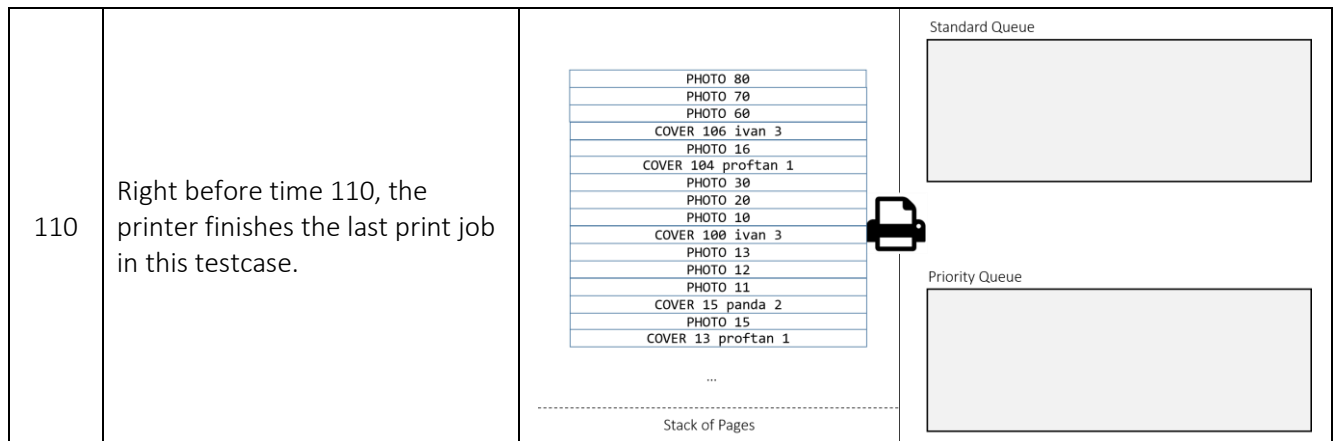 110
Right before time 110, the
printer finishes the last print job
in this testcase.
PHOTO 80
PHOTO 70
PHOTO 60
COVER 106 ivan 3
PHOTO 16
COVER 104 proftan 1
PHOTO 30
PHOTO 20
PHOTO 10
COVER 100 ivan 3
PHOTO 13
PHOTO 12
PHOTO 11
COVER 15 panda 2
PHOTO 15
COVER 13 proftan 1
...
Stack of Pages
Standard Queue
Priority Queue